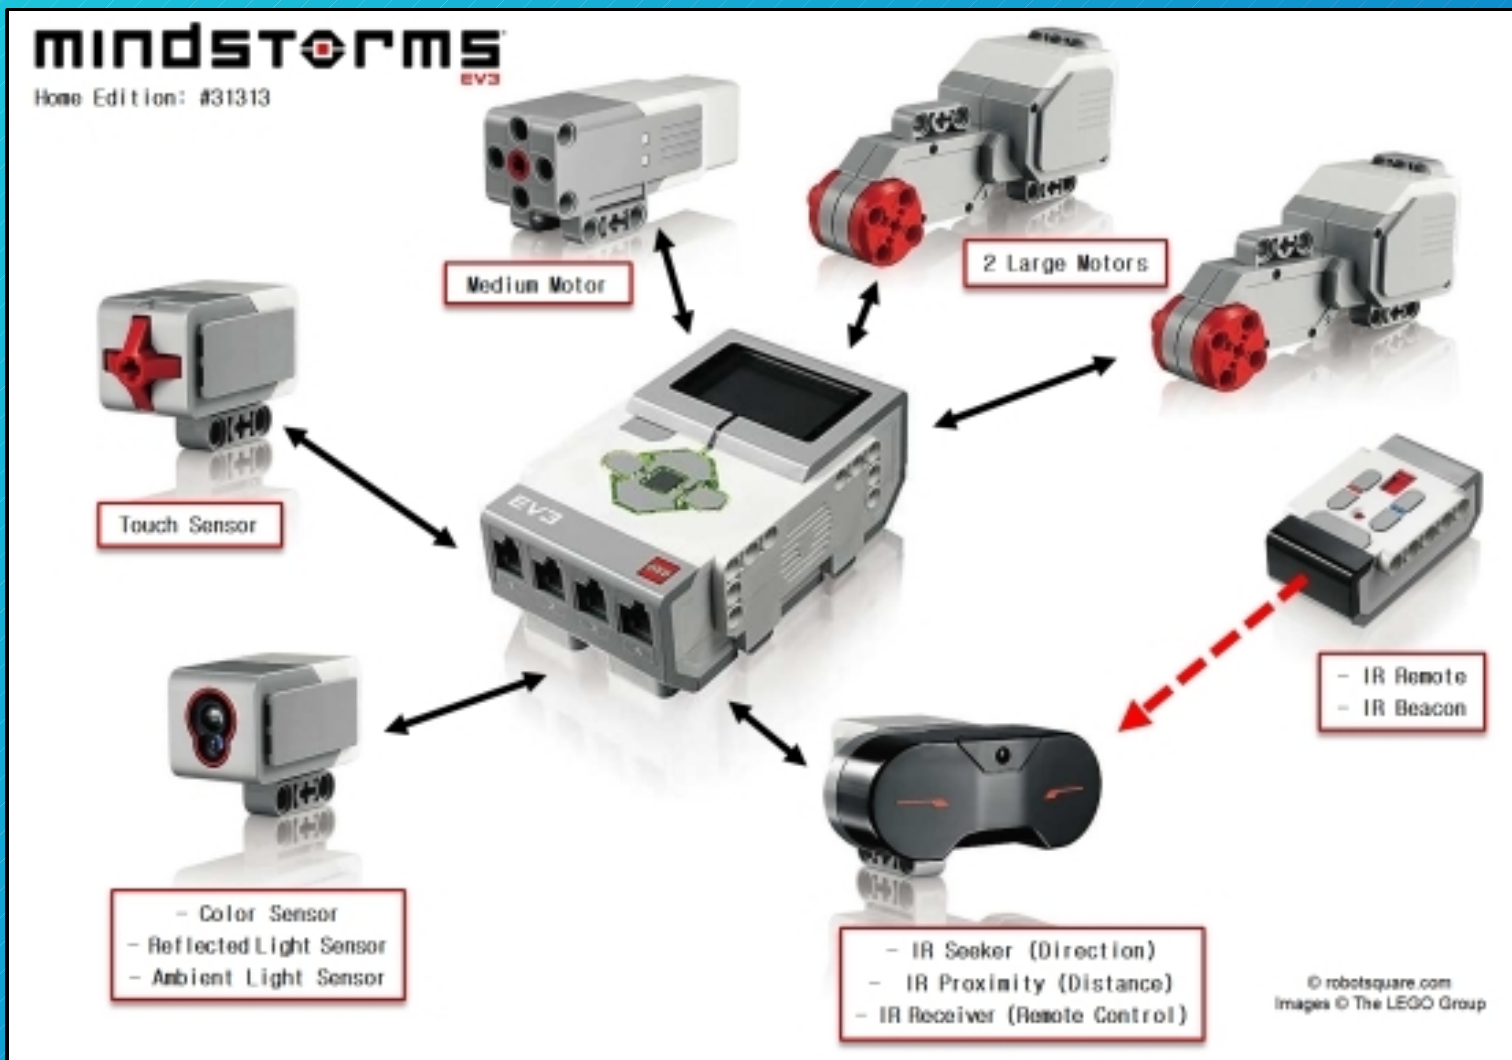 mindstorms
EV3
Home Edition: #31313
Medium Motor
2 Large Motors
Touch Sensor
EV3
- IR Remote
- IR Beacon
- Color Sensor
- Reflected Light Sensor
- Ambient Light Sensor
- IR Seeker (Direction)
- IR Proximity (Distance)
- IR Receiver (Remote Control)
© robotsquare.com
Images © The LEGO Group